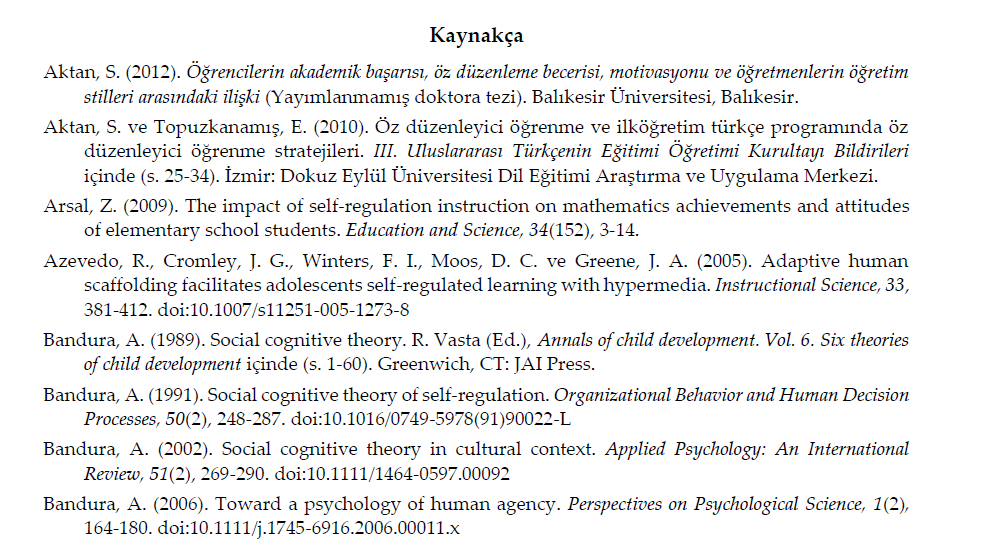 Kaynakça
Aktan, S. (2012). Öğrencilerin akademik başarısı, öz düzenleme becerisi, motivasyonu ve öğretmenlerin öğretim
stilleri arasındaki ilişki (Yayımlanmamış doktora tezi). Balıkesir Üniversitesi, Balıkesir.
Aktan, S. ve Topuzkanamış, E. (2010). Öz düzenleyici öğrenme ve ilköğretim türkçe programında öz
düzenleyici öğrenme stratejileri. III. Uluslararası Türkçenin Eğitimi Öğretimi Kurultayı Bildirileri
içinde (s. 25-34). İzmir: Dokuz Eylül Üniversitesi Dil Eğitimi Araştırma ve Uygulama Merkezi.
Arsal, Z. (2009). The impact of self-regulation instruction on mathematics achievements and attitudes
of elementary school students. Education and Science, 34(152), 3-14.
Azevedo, R., Cromley, J. G., Winters, F. I., Moos, D. C. ve Greene, J. A. (2005). Adaptive human
scaffolding facilitates adolescents self-regulated learning with hypermedia. Instructional Science, 33,
381-412. doi:10.1007/s11251-005-1273-8
Bandura, A. (1989). Social cognitive theory. R. Vasta (Ed.), Annals of child development. Vol. 6. Six theories
of child development içinde (s. 1-60). Greenwich, CT: JAI Press.
Bandura, A. (1991). Social cognitive theory of self-regulation. Organizational Behavior and Human Decision
Processes, 50(2), 248-287. doi:10.1016/0749-5978(91)90022-L
Bandura, A. (2002). Social cognitive theory in cultural context. Applied Psychology: An International
Review, 51(2), 269-290. doi:10.1111/1464-0597.00092
Bandura, A. (2006). Toward a psychology of human agency. Perspectives on Psychological Science, 1(2),
164-180. doi:10.1111/j.1745-6916.2006.00011.x